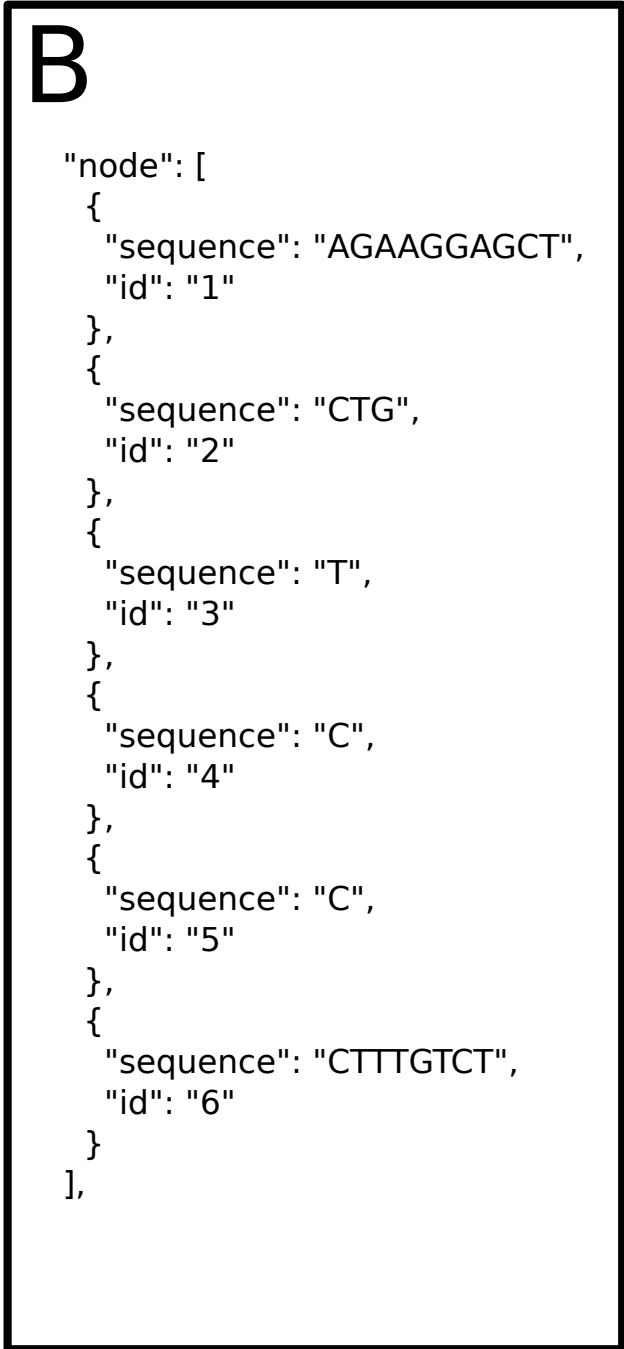 B
"node": [
{
"sequence": "AGAAGGAGCT",
"id": "1"
},
{
"sequence": "CTG",
"id": "2"
},
{
"sequence": "T",
"id": "3"
},
{
"sequence": "C",
"id": "4"
},
{
"sequence": "C",
"id": "5"
},
{
"sequence": "CTTTGTCT",
"id": "6"
}
],